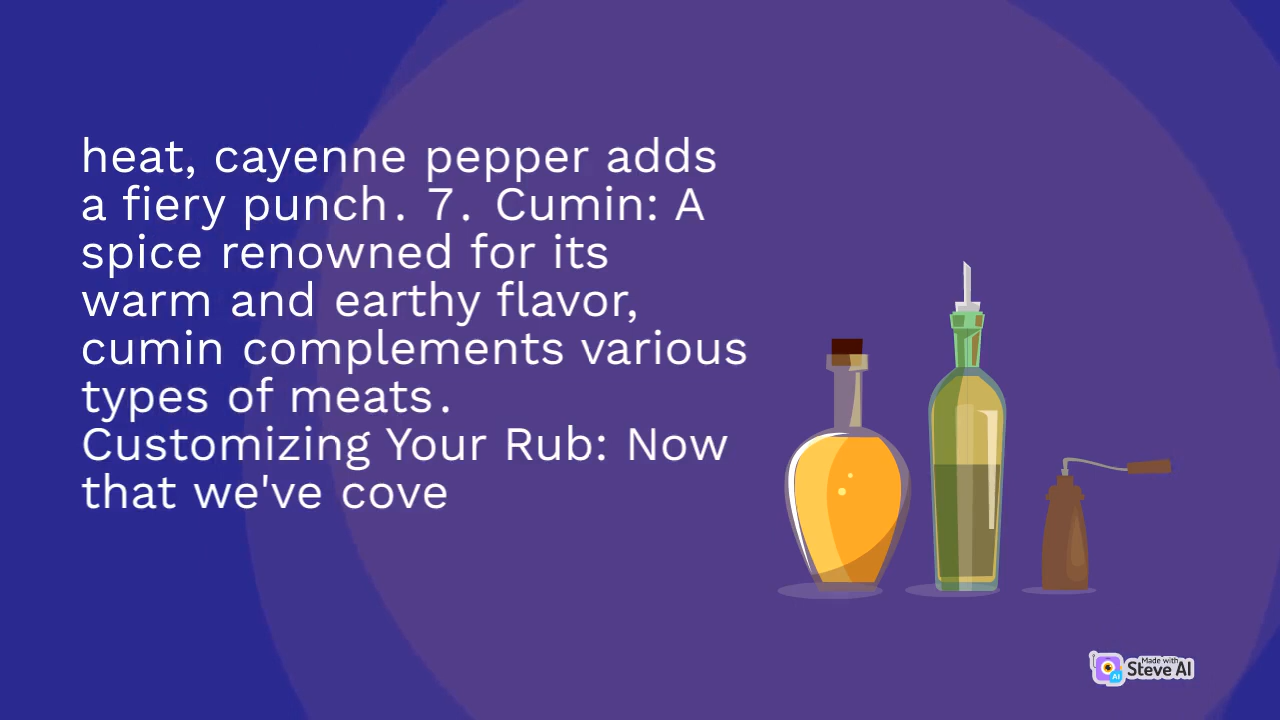 heat, cayenne pepper adds
a fiery punch. 7. Cumin: A
spice renowned for its
warm and earthy flavor,
cumin complements various
types of meats.
Customizing Your Rub: Now
that we've cove
Made with
Steve AI
AI